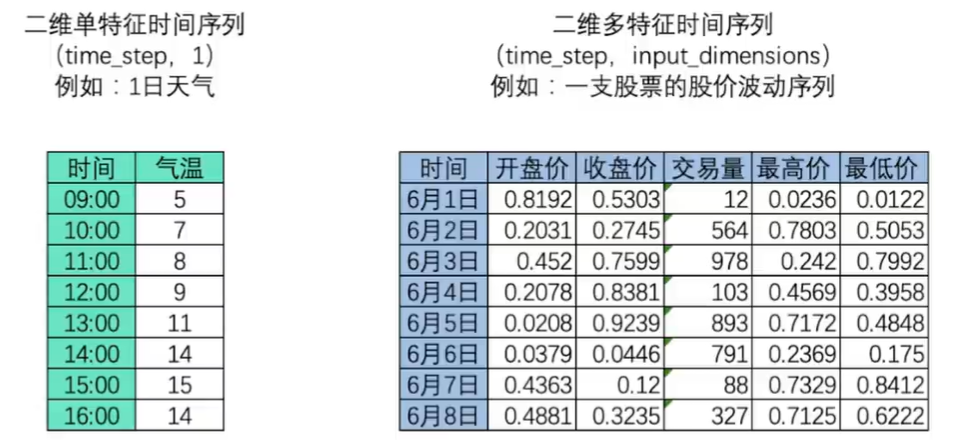 二维单特征时间序列
（time_step，1）
例如：1日天气
二维多特征时间序列
（time_step，input_dimensions）
例如：一支股票的股价波动序列
时间 气温
09:00 5
10:00 7
11:00 8
12:00 9
13:00 11
14:00 14
15:00 15
16:00 14
时间 开盘价 收盘价 交易量 最高价 最低价
6月1日 0.8192 0.5303 12 0.0236 0.0122
6月2日 0.2031 0.2745 564 0.7803 0.5053
6月3日 0.452 0.7599 978 0.242 0.7992
6月4日 0.2078 0.8381 103 0.4569 0.3958
6月5日 0.0208 0.9239 893 0.7172 0.4848
6月6日 0.0379 0.0446 791 0.2369 0.175
6月7日 0.4363 0.12 88 0.7329 0.8412
6月8日 0.4881 0.3235 327 0.7125 0.6222